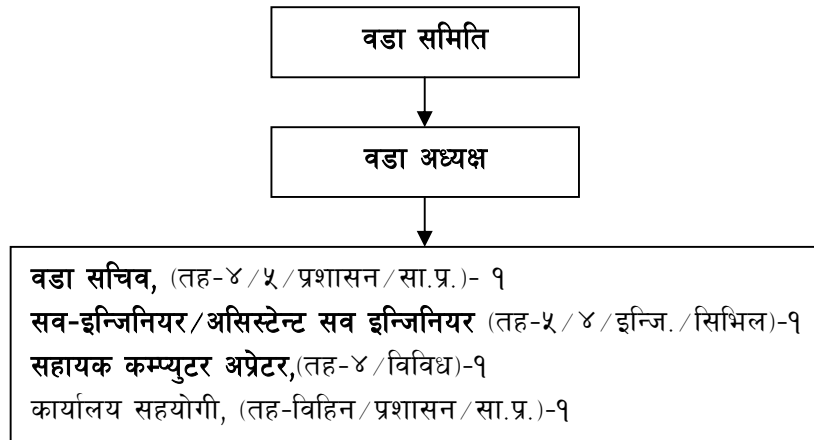 वडा समिति
वडा अध्यक्ष
वडा सचिव, (तह-४/५/प्रशासन/सा.प्र.)- १
सव-इन्जिनियर/असिस्टेन्ट सव इन्जिनियर (तह-५/४/इन्जि./सिभिल)-१
सहायक कम्प्युटर अप्रेटर,(तह-४/विविध)-१
कार्यालय सहयोगी, (तह-विहिन/प्रशासन/सा.प्र.)-१